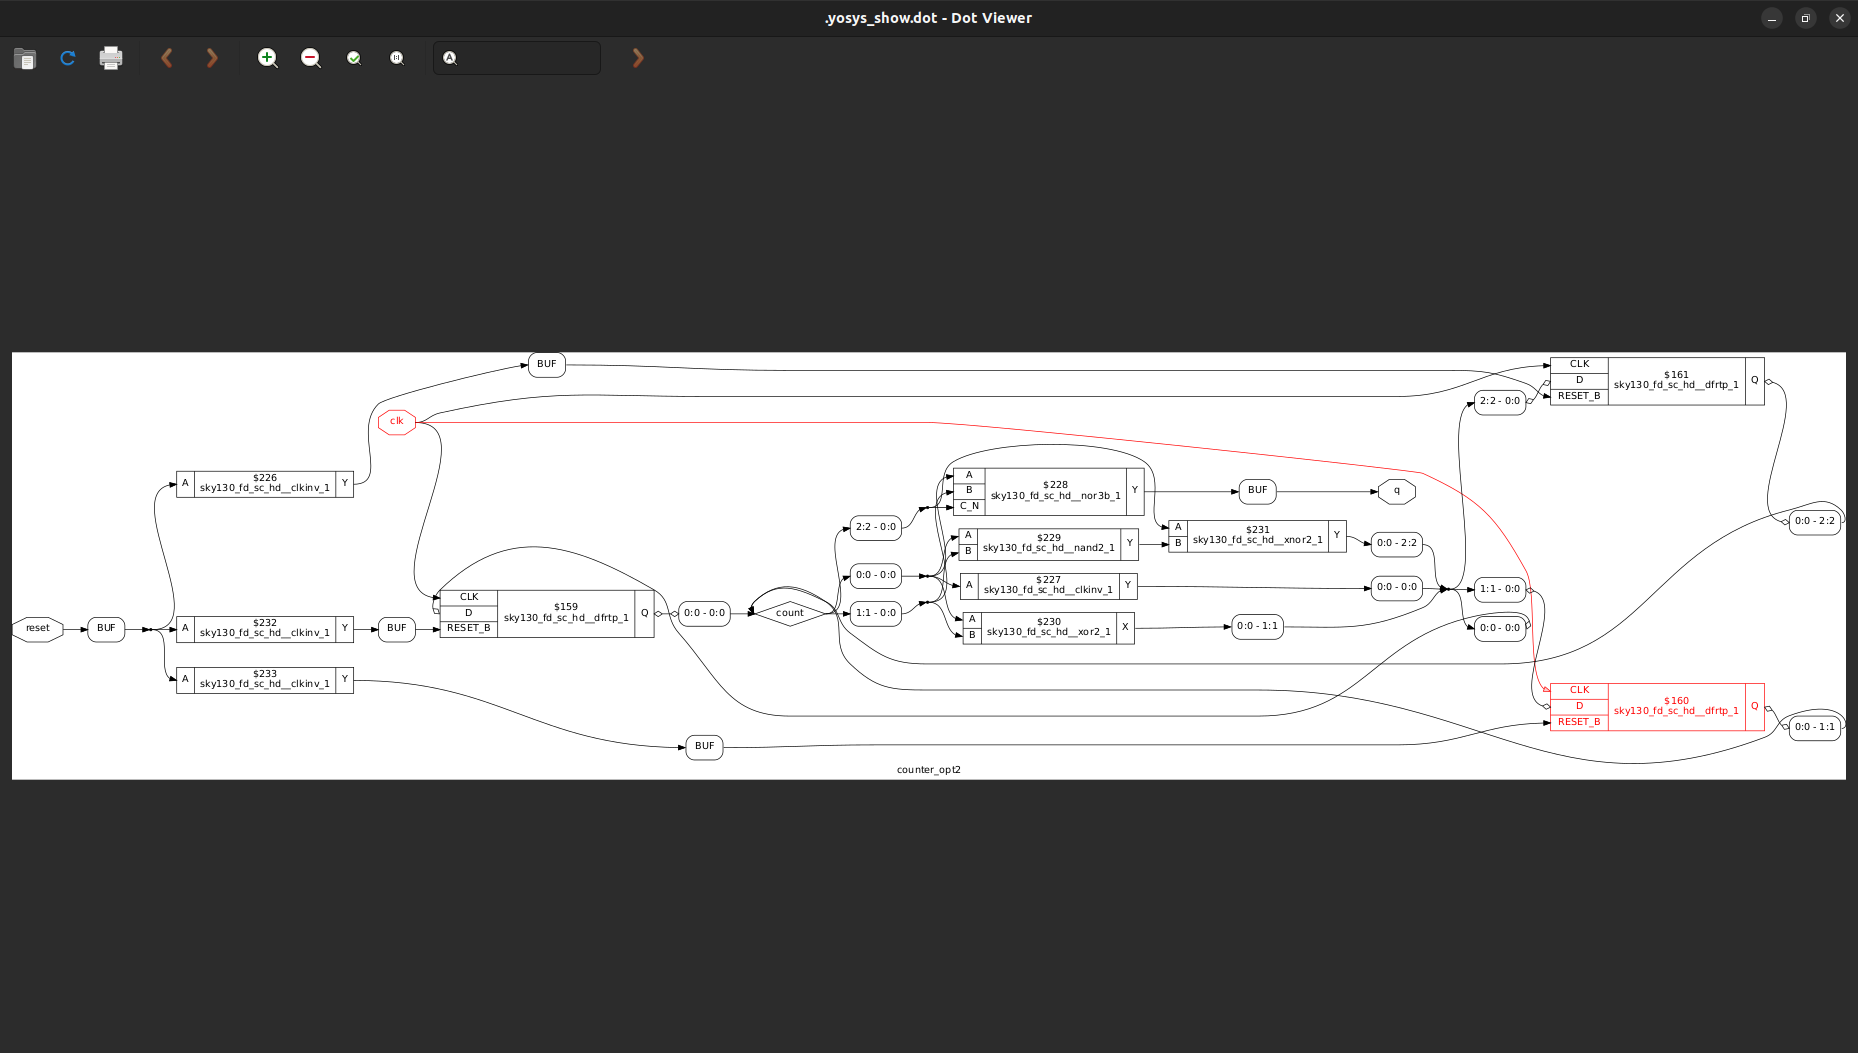 .yosys_show.dot - Dot Viewer
BUF
CLK
D
RESET_B
$161
sky130_fd_sc_hd__dfrtp_1
Q
2:2 - 0:0
clk
$226
A
sky130_fd_sc_hd__clkinv_1
Y
A
B
C_N
$228
sky130_fd_sc_hd__nor3b_1
Y
BUF
q
2:2 - 0:0
A
B
$229
sky130_fd_sc_hd__nand2_1
Y
A
B
$231
sky130_fd_sc_hd__xnor2_1
Y
0:0 - 2:2
0:0 - 2:2
0:0 - 0:0
A
$227
sky130_fd_sc_hd__clkinv_1
Y
0:0 - 0:0
1:1 - 0:0
CLK
D
RESET_B
$159
sky130_fd_sc_hd__dfrtp_1
Q
0:0 - 0:0
count
1:1 - 0:0
A
B
$230
sky130_fd_sc_hd__xor2_1
X
0:0 - 1:1
0:0 - 0:0
reset
BUF
A
$232
sky130_fd_sc_hd__clkinv_1
Y
BUF
A
$233
sky130_fd_sc_hd__clkinv_1
Y
CLK
D
RESET_B
$160
sky130_fd_sc_hd__dfrtp_1
Q
0:0 - 1:1
BUF
counter_opt2